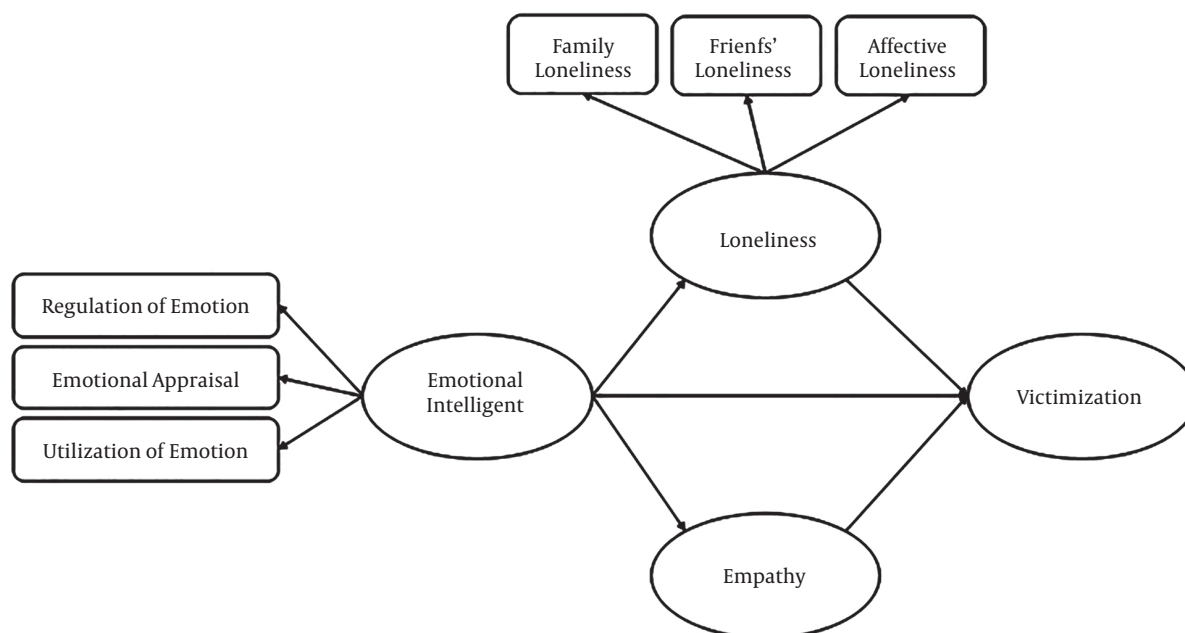 Family
Loneliness
Frienfs'
Loneliness
Affective
Loneliness
Loneliness
Regulation of Emotion
Emotional Appraisal
Utilization of Emotion
Emotional
Intelligent
Victimization
Empathy